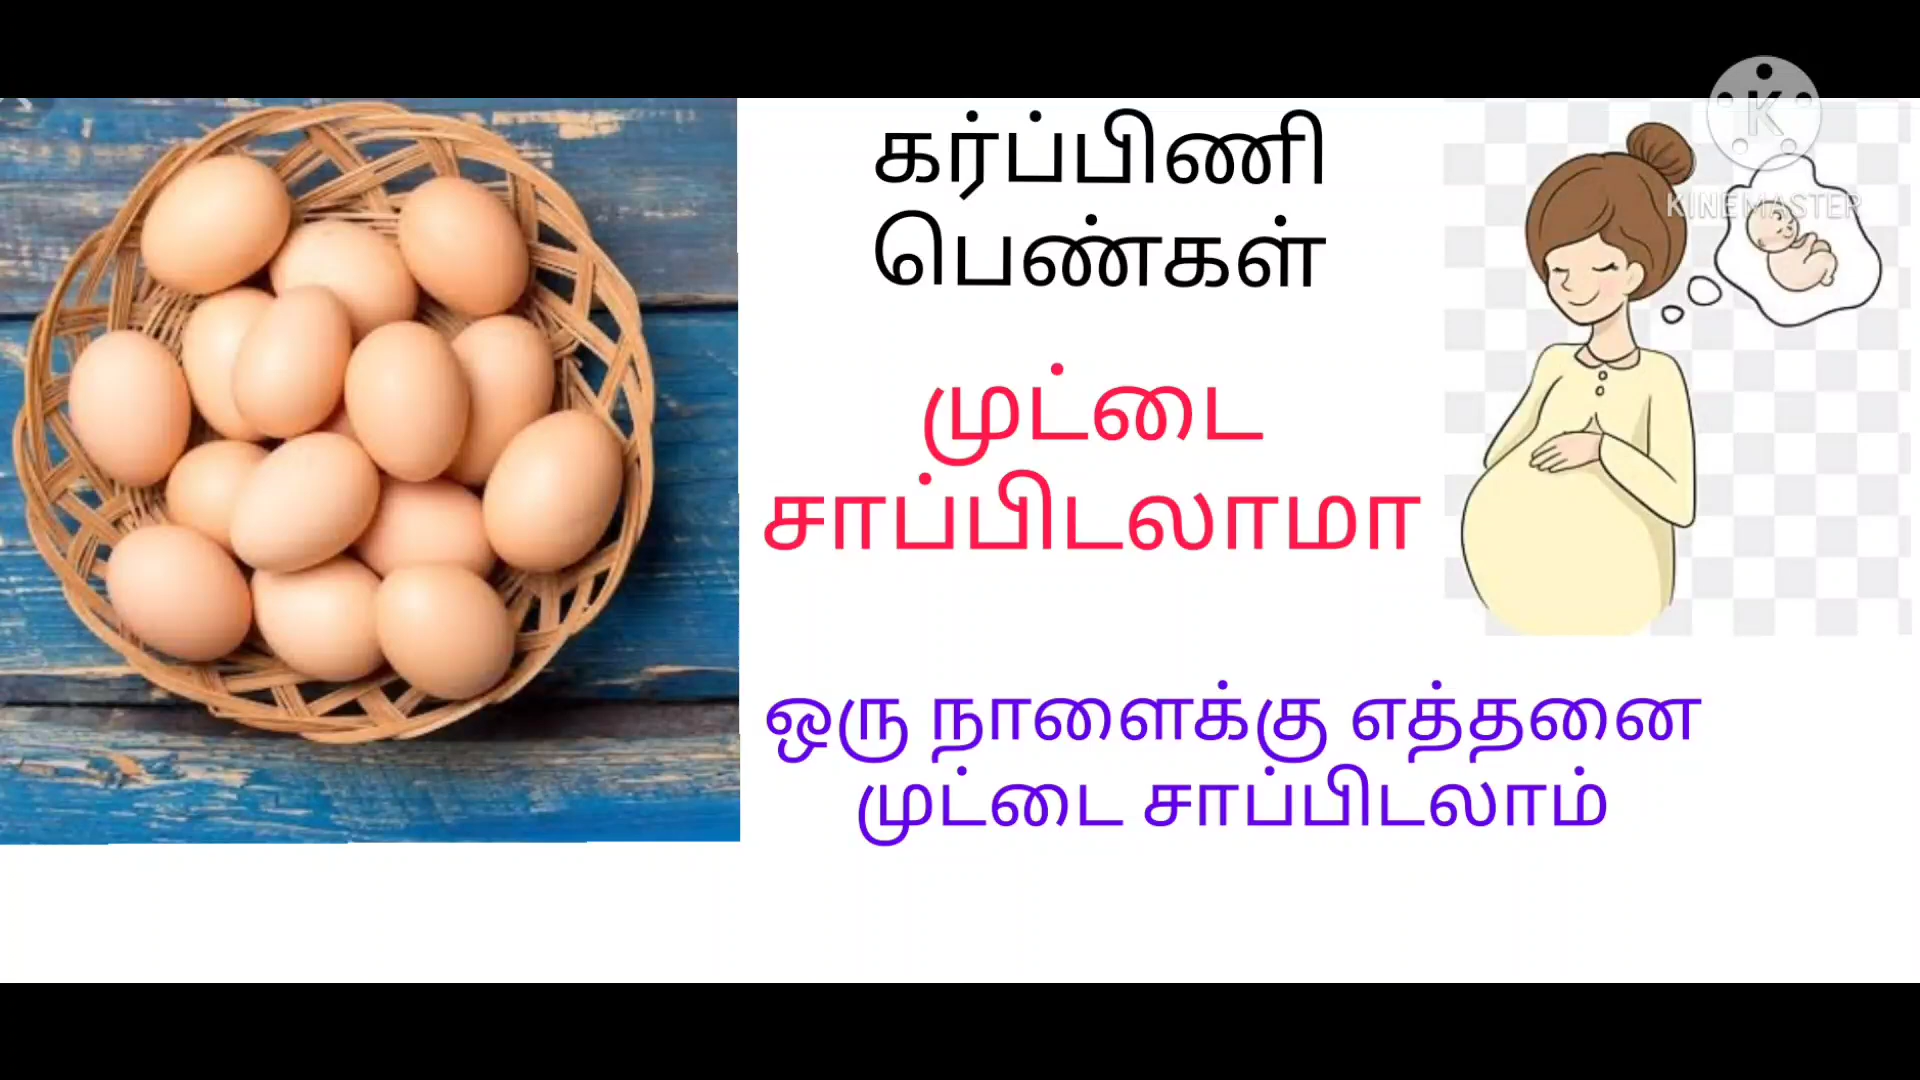 கர்ப்பிணி
பெண்கள்
முட்டை
சாப்பிடலாமா
ஒரு நாளைக்கு எத்தனை
முட்டை சாப்பிடலாம்
K
KINEMASTER